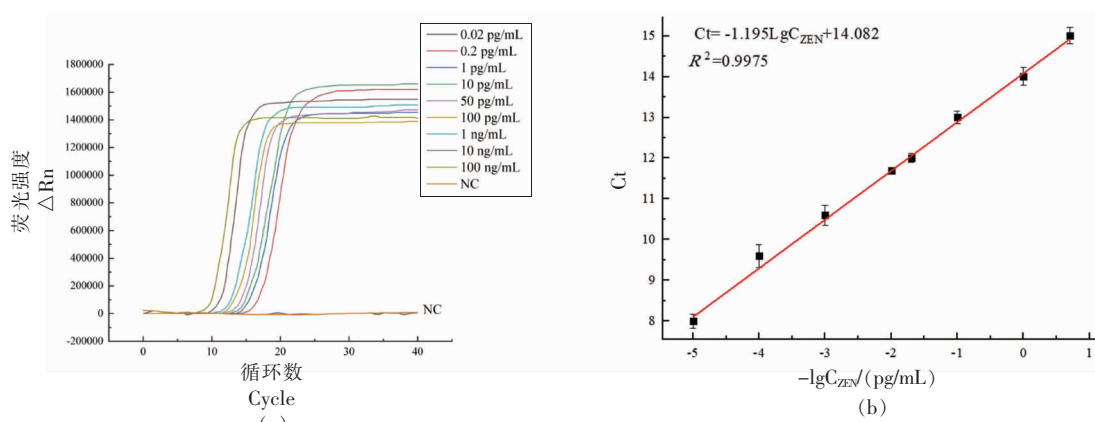 0.02 pg/mL
0.2 pg/mL
1 pg/mL
10 pg/mL
50 pg/mL
100 pg/mL
1 ng/mL
10 ng/mL
100 ng/mL
NC
1800000
1600000
1400000
1200000
1000000
800000
600000
400000
200000
0
-200000
荧光强度
△Rn
NC
0
10
20
30
40
循环数
Cycle
Ct= -1.195LgC_ZEN+14.082
R²=0.9975
15
14
13
12
11
10
9
8
Ct
-5
-4
-3
-2
-1
0
1
-lgC_ZEN/(pg/mL)
(b)